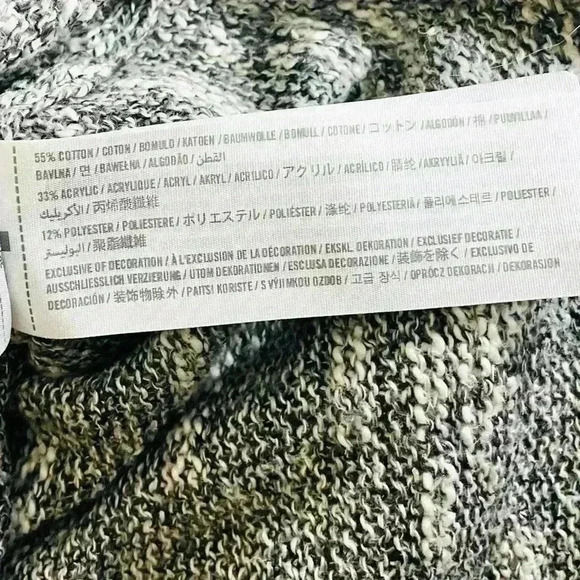 55% COTTON / COTON / BOMULD / KATOEN / BAUMWOLLE / BOMULL / COTONE / コットン / ALGODÓN / 棉 / PUUVILLAA /
BAVLNA / 면 / BAWEŁNA / ALGODÃO / القطن
33% ACRYLIC / ACRYLIQUE / ACRYL / AKRYL / ACRILICO / アクリル / ACRÍLICO / 腈纶 / AKRYYLIÄ / 아크릴 /
الأكريليك / 丙烯酸纖維
12% POLYESTER / POLIESTERE / ポリエステル / POLIÉSTER / 涤纶 / POLYESTERIÄ / 폴리에스테르 / POLIESTER /
البوليستر / 聚脂纖維
EXCLUSIVE OF DECORATION / À L'EXCLUSION DE LA DÉCORATION / EKSKL. DEKORATION / EXCLUSIEF DECORATIE /
AUSSCHLIESSLICH VERZIERUNG / UTOM DEKORATIONEN / ESCLUSA DECORAZIONE / 装飾を除く / EXCLUSIVO DE
DECORACIÓN / 装饰物除外 / PAITSI KORISTE / S VÝJIMKOU OZDOB / 고급 장식 / OPRÓCZ DEKORACJI / DEKORASJON